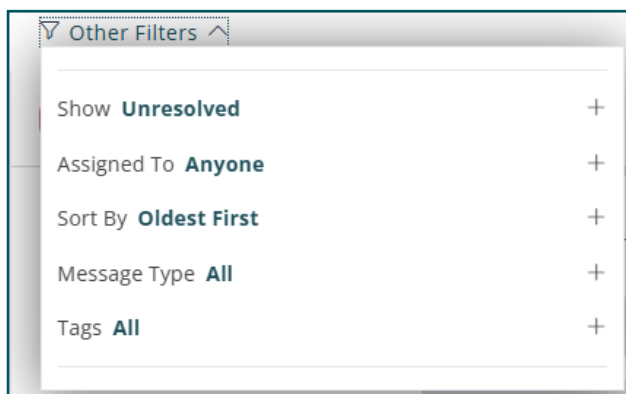 Other Filters
Show Unresolved
Assigned To Anyone
Sort By Oldest First
Message Type All
Tags All